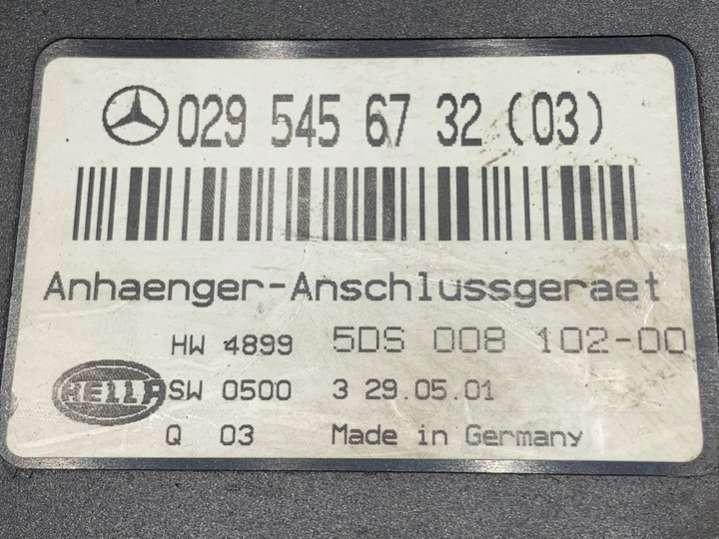 029 545 67 32 (03)
Anhaenger-Anschlussgeraet
HW 4899 5DS 008 102-00
HELLA SW 0500 3 29.05.01
Q 03 Made in Germany